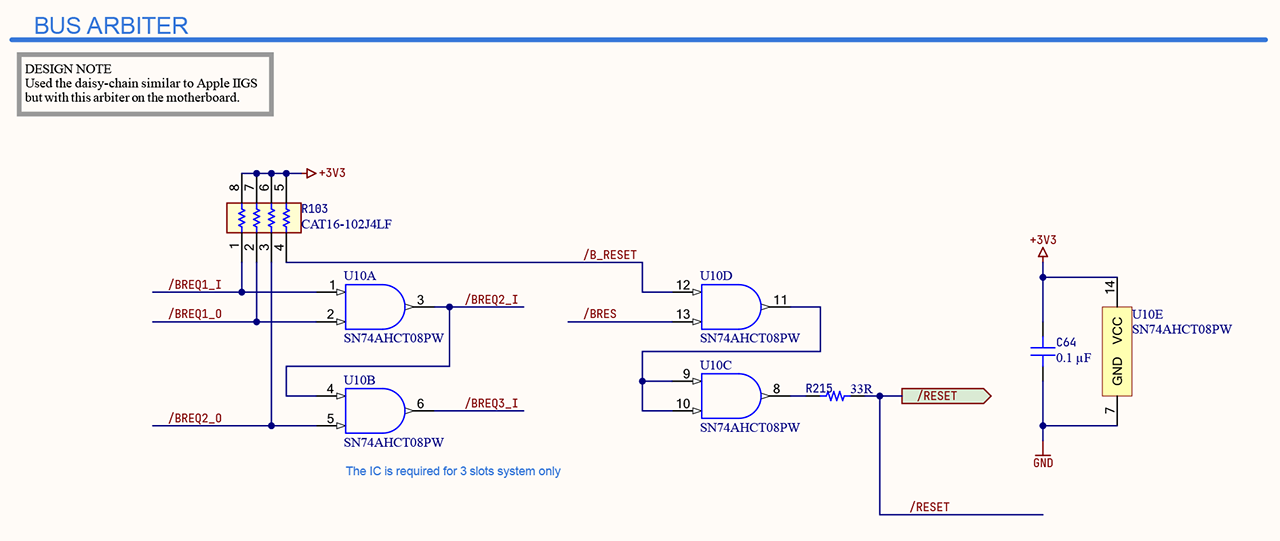 BUS ARBITER
DESIGN NOTE
Used the daisy-chain similar to Apple IIGS
but with this arbiter on the motherboard.
+3V3
8 7 6 5
R103
CAT16-102J4LF
1 2 3 4
/B_RESET
/BREQ1_I
1
U10A
3
/BREQ2_I
/BREQ1_O
2
SN74AHCT08PW
12
U10D
11
/BRES
13
SN74AHCT08PW
4
U10B
6
/BREQ3_I
/BREQ2_O
5
SN74AHCT08PW
9
U10C
8
R215
33R
/RESET
10
SN74AHCT08PW
The IC is required for 3 slots system only
/RESET
+3V3
14
U10E
SN74AHCT08PW
VCC
GND
C64
0.1 µF
7
GND